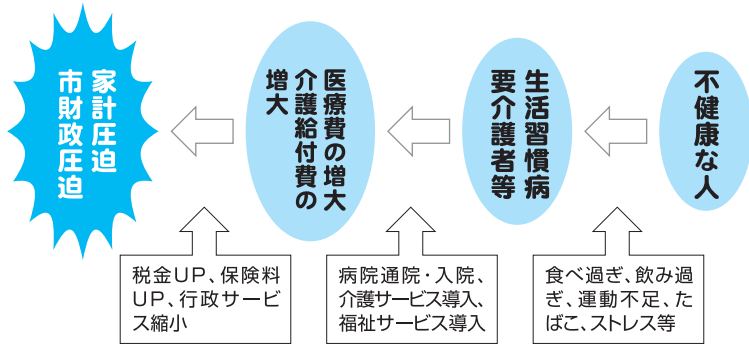 不健康な人
生活習慣病
要介護者等
医療費の増大
介護給付費の
増大
家計圧迫
市財政圧迫
食べ過ぎ、飲み過
ぎ、運動不足、た
ばこ、ストレス等
病院通院・入院、
介護サービス導入、
福祉サービス導入
税金UP、保険料
UP、行政サービ
ス縮小